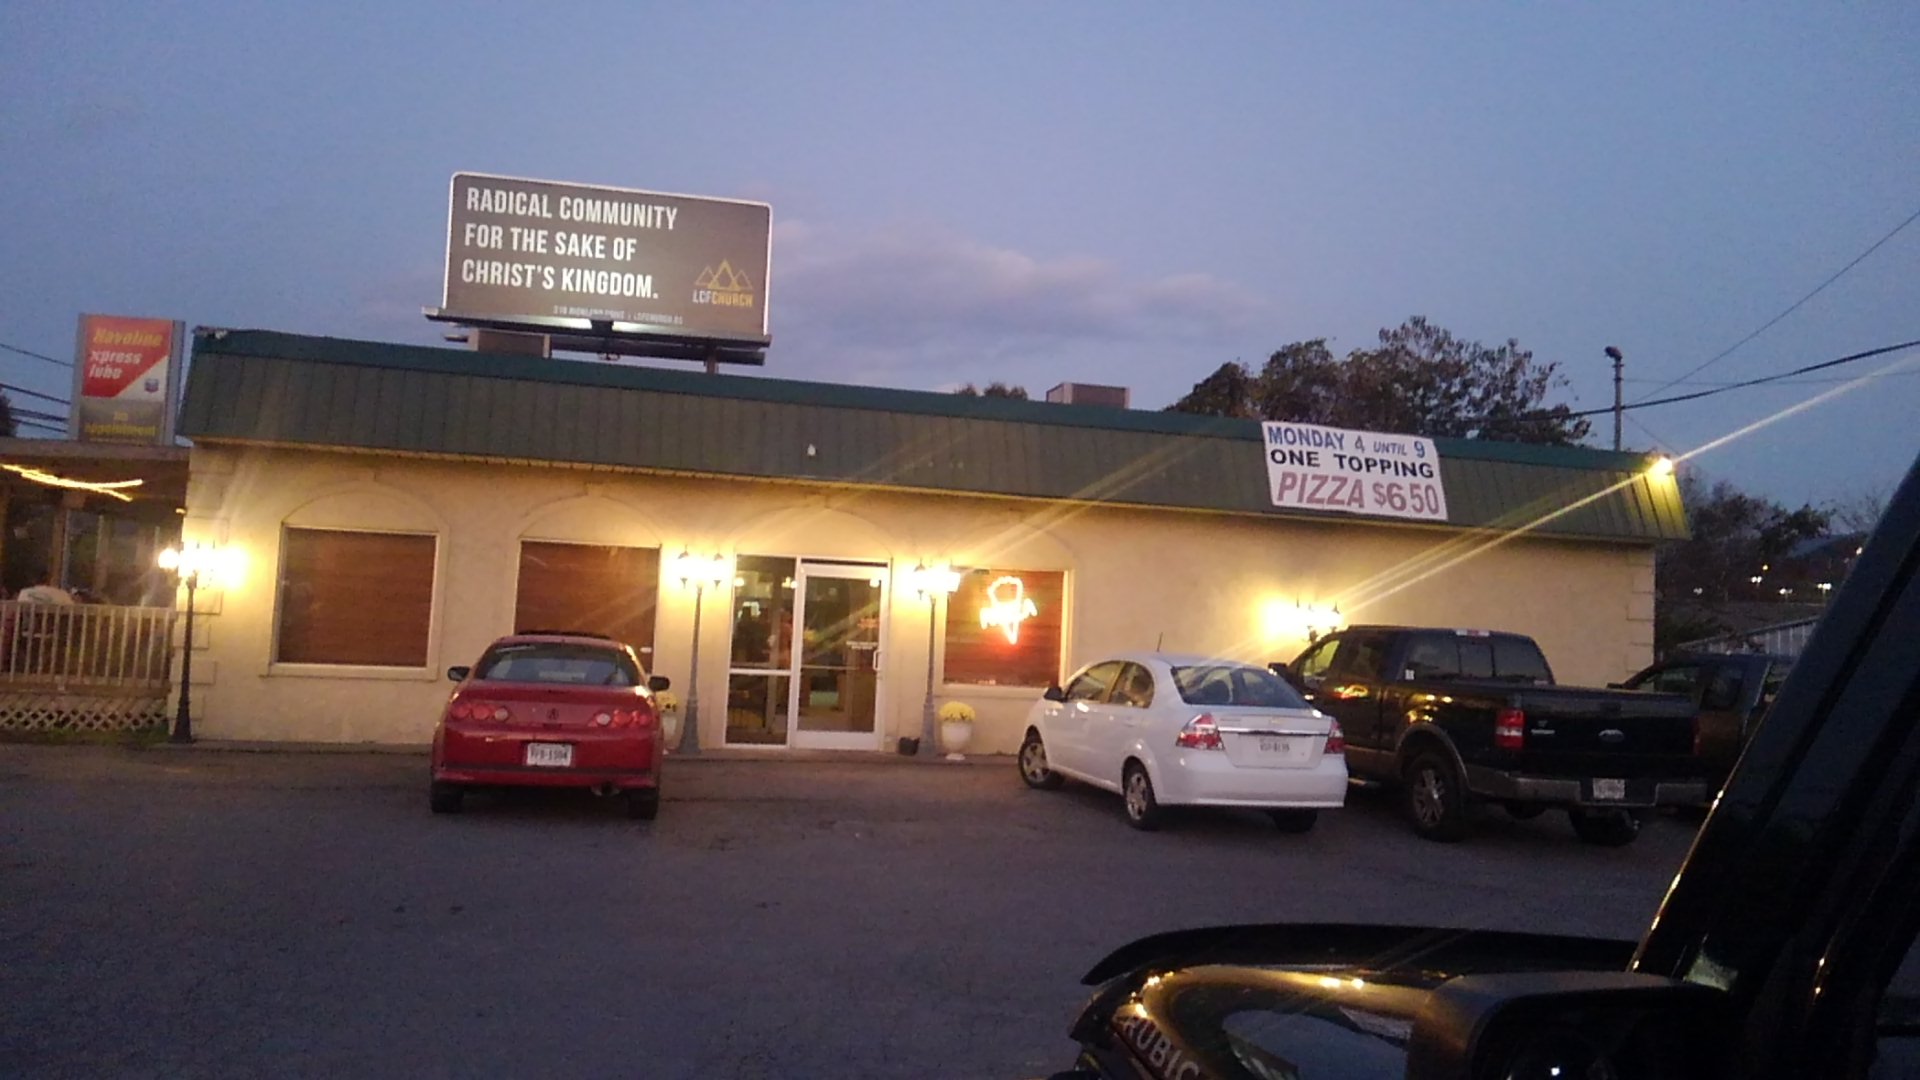 RADICAL COMMUNITY
FOR THE SAKE OF
CHRIST'S KINGDOM.
LCFCHURCH
Havoline
xpress
lube
MONDAY 4 UNTIL 9
ONE TOPPING
PIZZA $650
RUBIC